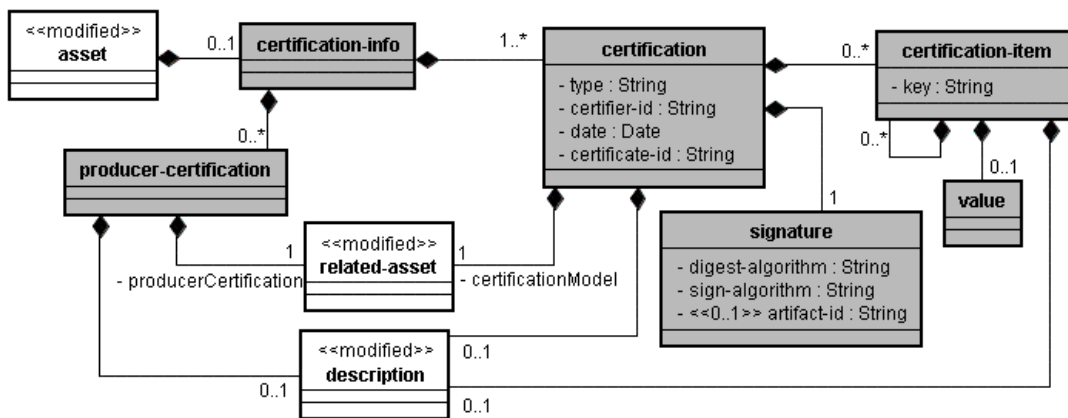 <<modified>>
asset
0..1
certification-info
1..*
certification
- type : String
- certifier-id : String
- date : Date
- certificate-id : String
0..*
certification-item
- key : String
0..*
0..1
value
0..*
producer-certification
1
- producerCertification
<<modified>>
related-asset
1
- certificationModel
1
signature
- digest-algorithm : String
- sign-algorithm : String
- <<0..1>> artifact-id : String
0..1
<<modified>>
description
0..1
0..1